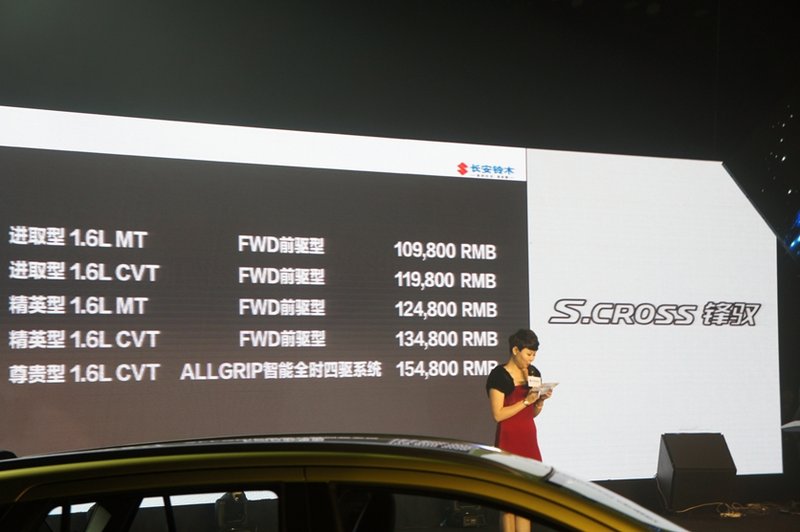 长安铃木
进取型 1.6L MT FWD前驱型 109,800 RMB
进取型 1.6L CVT FWD前驱型 119,800 RMB
精英型 1.6L MT FWD前驱型 124,800 RMB
精英型 1.6L CVT FWD前驱型 134,800 RMB
尊贵型 1.6L CVT ALLGRIP智能全时四驱系统 154,800 RMB
S.CROSS 锋驭